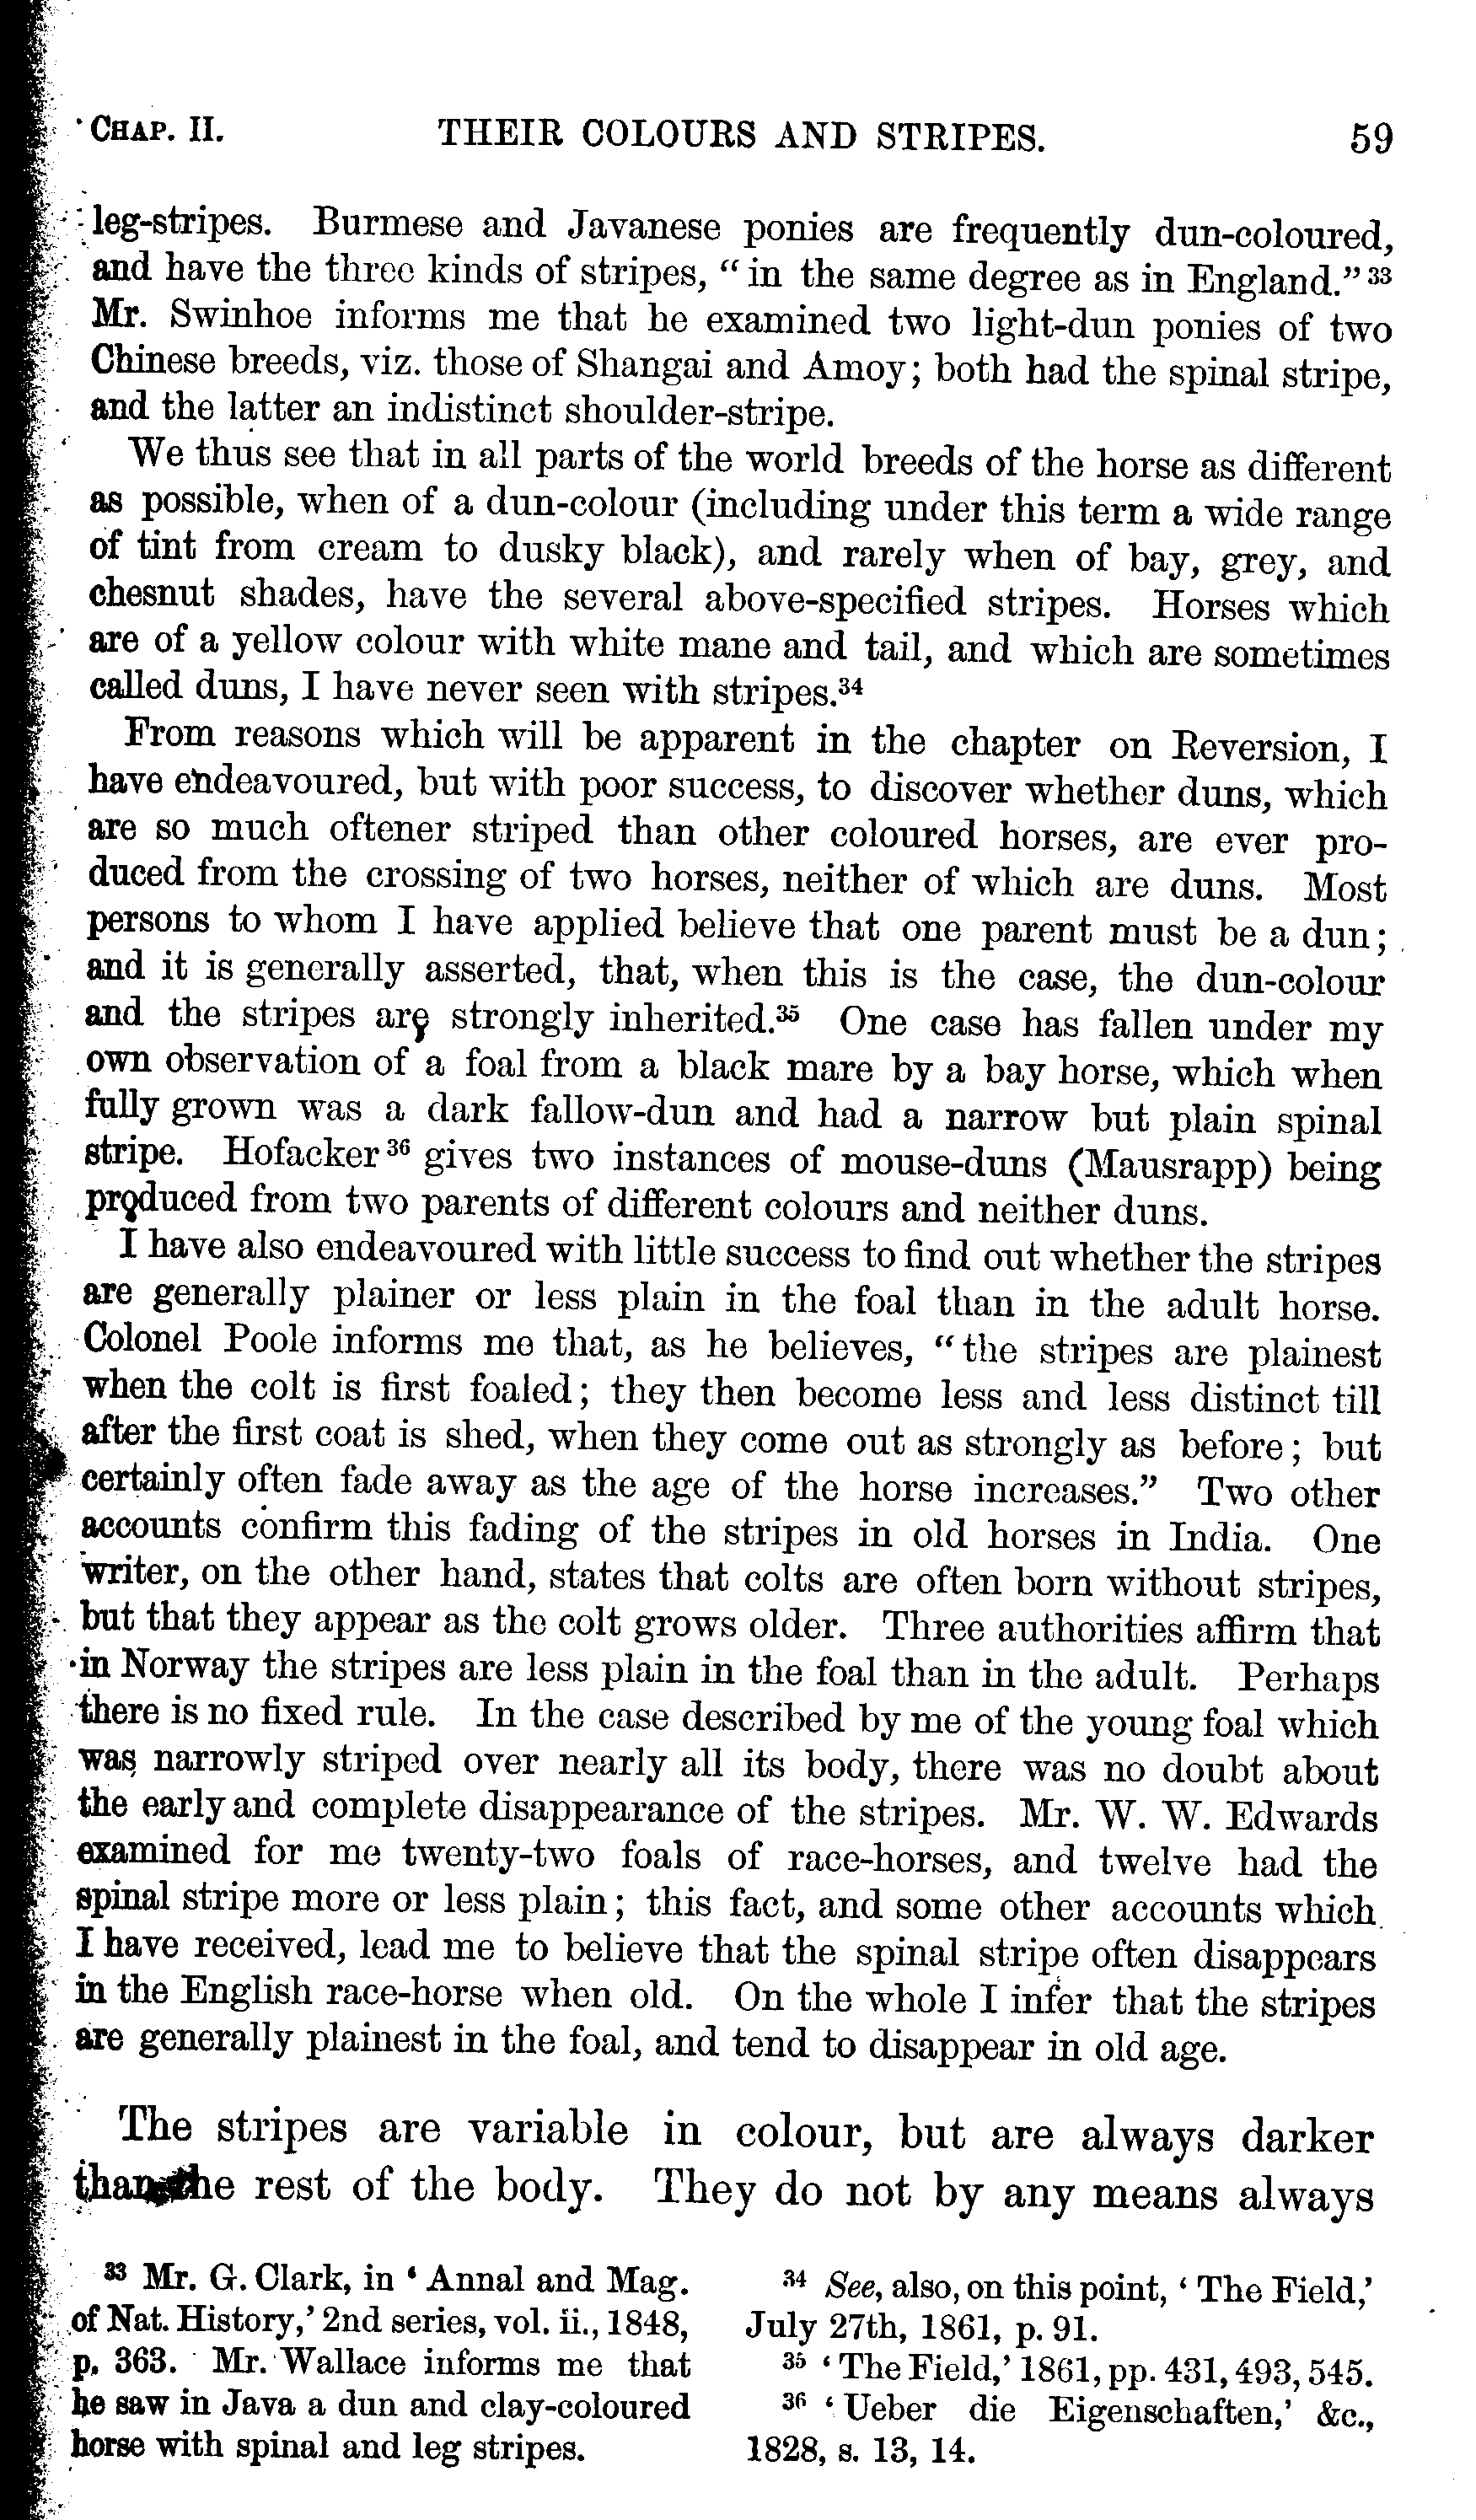 CHAP. II. THEIR COLOURS AND STRIPES. 59
leg-stripes. Burmese and Javanese ponies are frequently dun-coloured,
and have the three kinds of stripes, “in the same degree as in England.” 33
Mr. Swinhoe informs me that he examined two light-dun ponies of two
Chinese breeds, viz. those of Shangai and Amoy; both had the spinal stripe,
and the latter an indistinct shoulder-stripe.
We thus see that in all parts of the world breeds of the horse as different
as possible, when of a dun-colour (including under this term a wide range
of tint from cream to dusky black), and rarely when of bay, grey, and
chesnut shades, have the several above-specified stripes. Horses which
are of a yellow colour with white mane and tail, and which are sometimes
called duns, I have never seen with stripes.34
From reasons which will be apparent in the chapter on Reversion, I
have endeavoured, but with poor success, to discover whether duns, which
are so much oftener striped than other coloured horses, are ever pro-
duced from the crossing of two horses, neither of which are duns. Most
persons to whom I have applied believe that one parent must be a dun;
and it is generally asserted, that, when this is the case, the dun-colour
and the stripes are strongly inherited.35 One case has fallen under my
own observation of a foal from a black mare by a bay horse, which when
fully grown was a dark fallow-dun and had a narrow but plain spinal
stripe. Hofacker 36 gives two instances of mouse-duns (Mausrapp) being
produced from two parents of different colours and neither duns.
I have also endeavoured with little success to find out whether the stripes
are generally plainer or less plain in the foal than in the adult horse.
Colonel Poole informs me that, as he believes, “the stripes are plainest
when the colt is first foaled; they then become less and less distinct till
after the first coat is shed, when they come out as strongly as before; but
certainly often fade away as the age of the horse increases.” Two other
accounts confirm this fading of the stripes in old horses in India. One
writer, on the other hand, states that colts are often born without stripes,
but that they appear as the colt grows older. Three authorities affirm that
in Norway the stripes are less plain in the foal than in the adult. Perhaps
there is no fixed rule. In the case described by me of the young foal which
was narrowly striped over nearly all its body, there was no doubt about
the early and complete disappearance of the stripes. Mr. W. W. Edwards
examined for me twenty-two foals of race-horses, and twelve had the
spinal stripe more or less plain; this fact, and some other accounts which
I have received, lead me to believe that the spinal stripe often disappears
in the English race-horse when old. On the whole I infer that the stripes
are generally plainest in the foal, and tend to disappear in old age.
The stripes are variable in colour, but are always darker
than the rest of the body. They do not by any means always
33 Mr. G. Clark, in ‘Annal and Mag.
of Nat. History,’ 2nd series, vol. ii., 1848,
p. 363. Mr. Wallace informs me that
he saw in Java a dun and clay-coloured
horse with spinal and leg stripes.
34 See, also, on this point, ‘The Field,’
July 27th, 1861, p. 91.
35 ‘The Field,’ 1861, pp. 431, 493, 545.
36 ‘Ueber die Eigenschaften,’ &c.,
1828, s. 13, 14.